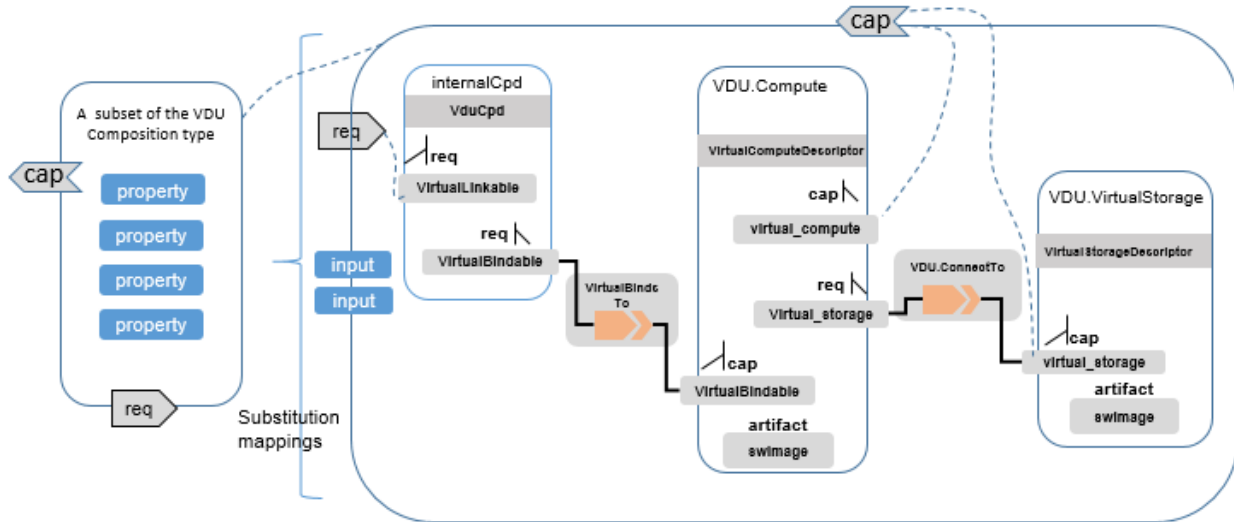 cap
A subset of the VDU
Composition type
cap
property
property
property
property
req
Substitution
mappings
req
input
input
internalCpd
VduCpd
req
VirtualLinkable
req
VirtualBindable
VirtualBinds
To
VDU.Compute
VirtualComputeDescriptor
cap
virtual_compute
req
Virtual_storage
cap
VirtualBindable
artifact
swImage
VDU.ConnectTo
VDU.VirtualStorage
VirtualStorageDescriptor
cap
virtual_storage
artifact
swImage